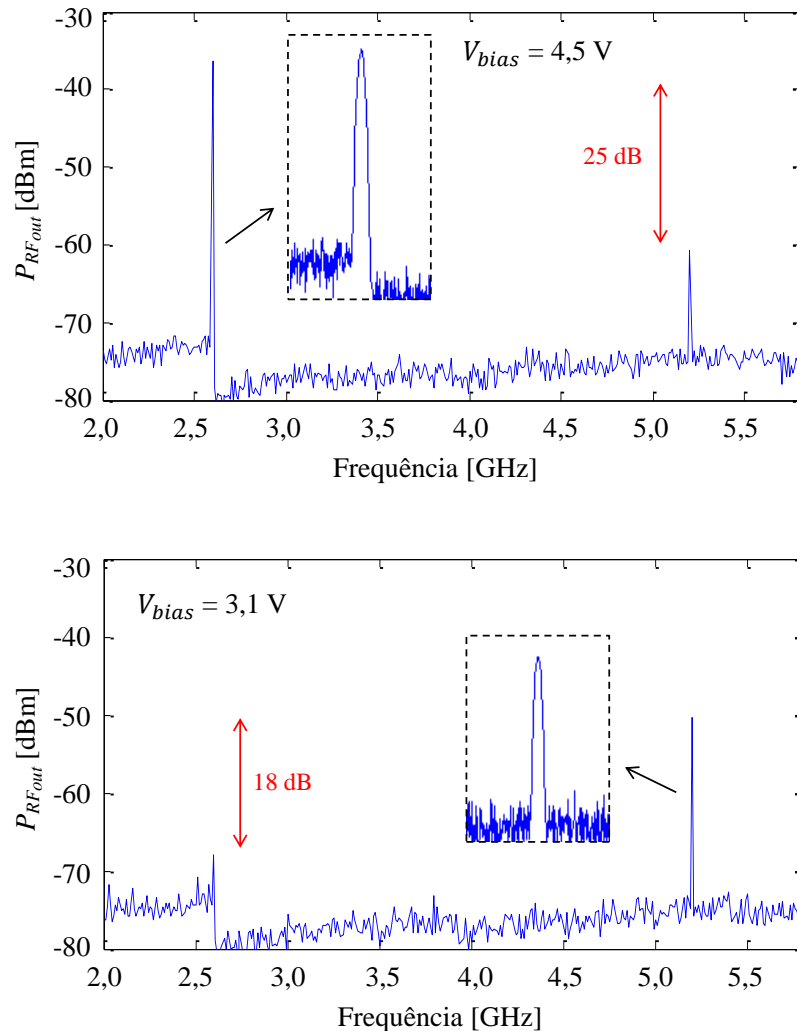 -30
-40
-50
-60
-70
-80
P_RFout [dBm]
V_bias = 4,5 V
25 dB
2,0 2,5 3,0 3,5 4,0 4,5 5,0 5,5
Frequência [GHz]
-30
-40
-50
-60
-70
-80
P_RFout [dBm]
V_bias = 3,1 V
18 dB
2,0 2,5 3,0 3,5 4,0 4,5 5,0 5,5
Frequência [GHz]